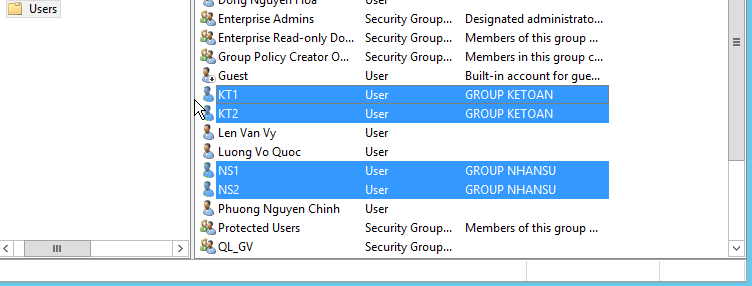 Users
Dong Nguyen Hoa User
Enterprise Admins Security Group... Designated administrato...
Enterprise Read-only Do... Security Group... Members of this group ...
Group Policy Creator O... Security Group... Members in this group c...
Guest User Built-in account for gue...
KT1 User GROUP KETOAN
KT2 User GROUP KETOAN
Len Van Vy User
Luong Vo Quoc User
NS1 User GROUP NHANSU
NS2 User GROUP NHANSU
Phuong Nguyen Chinh User
Protected Users Security Group... Members of this group ...
QL_GV Security Group...